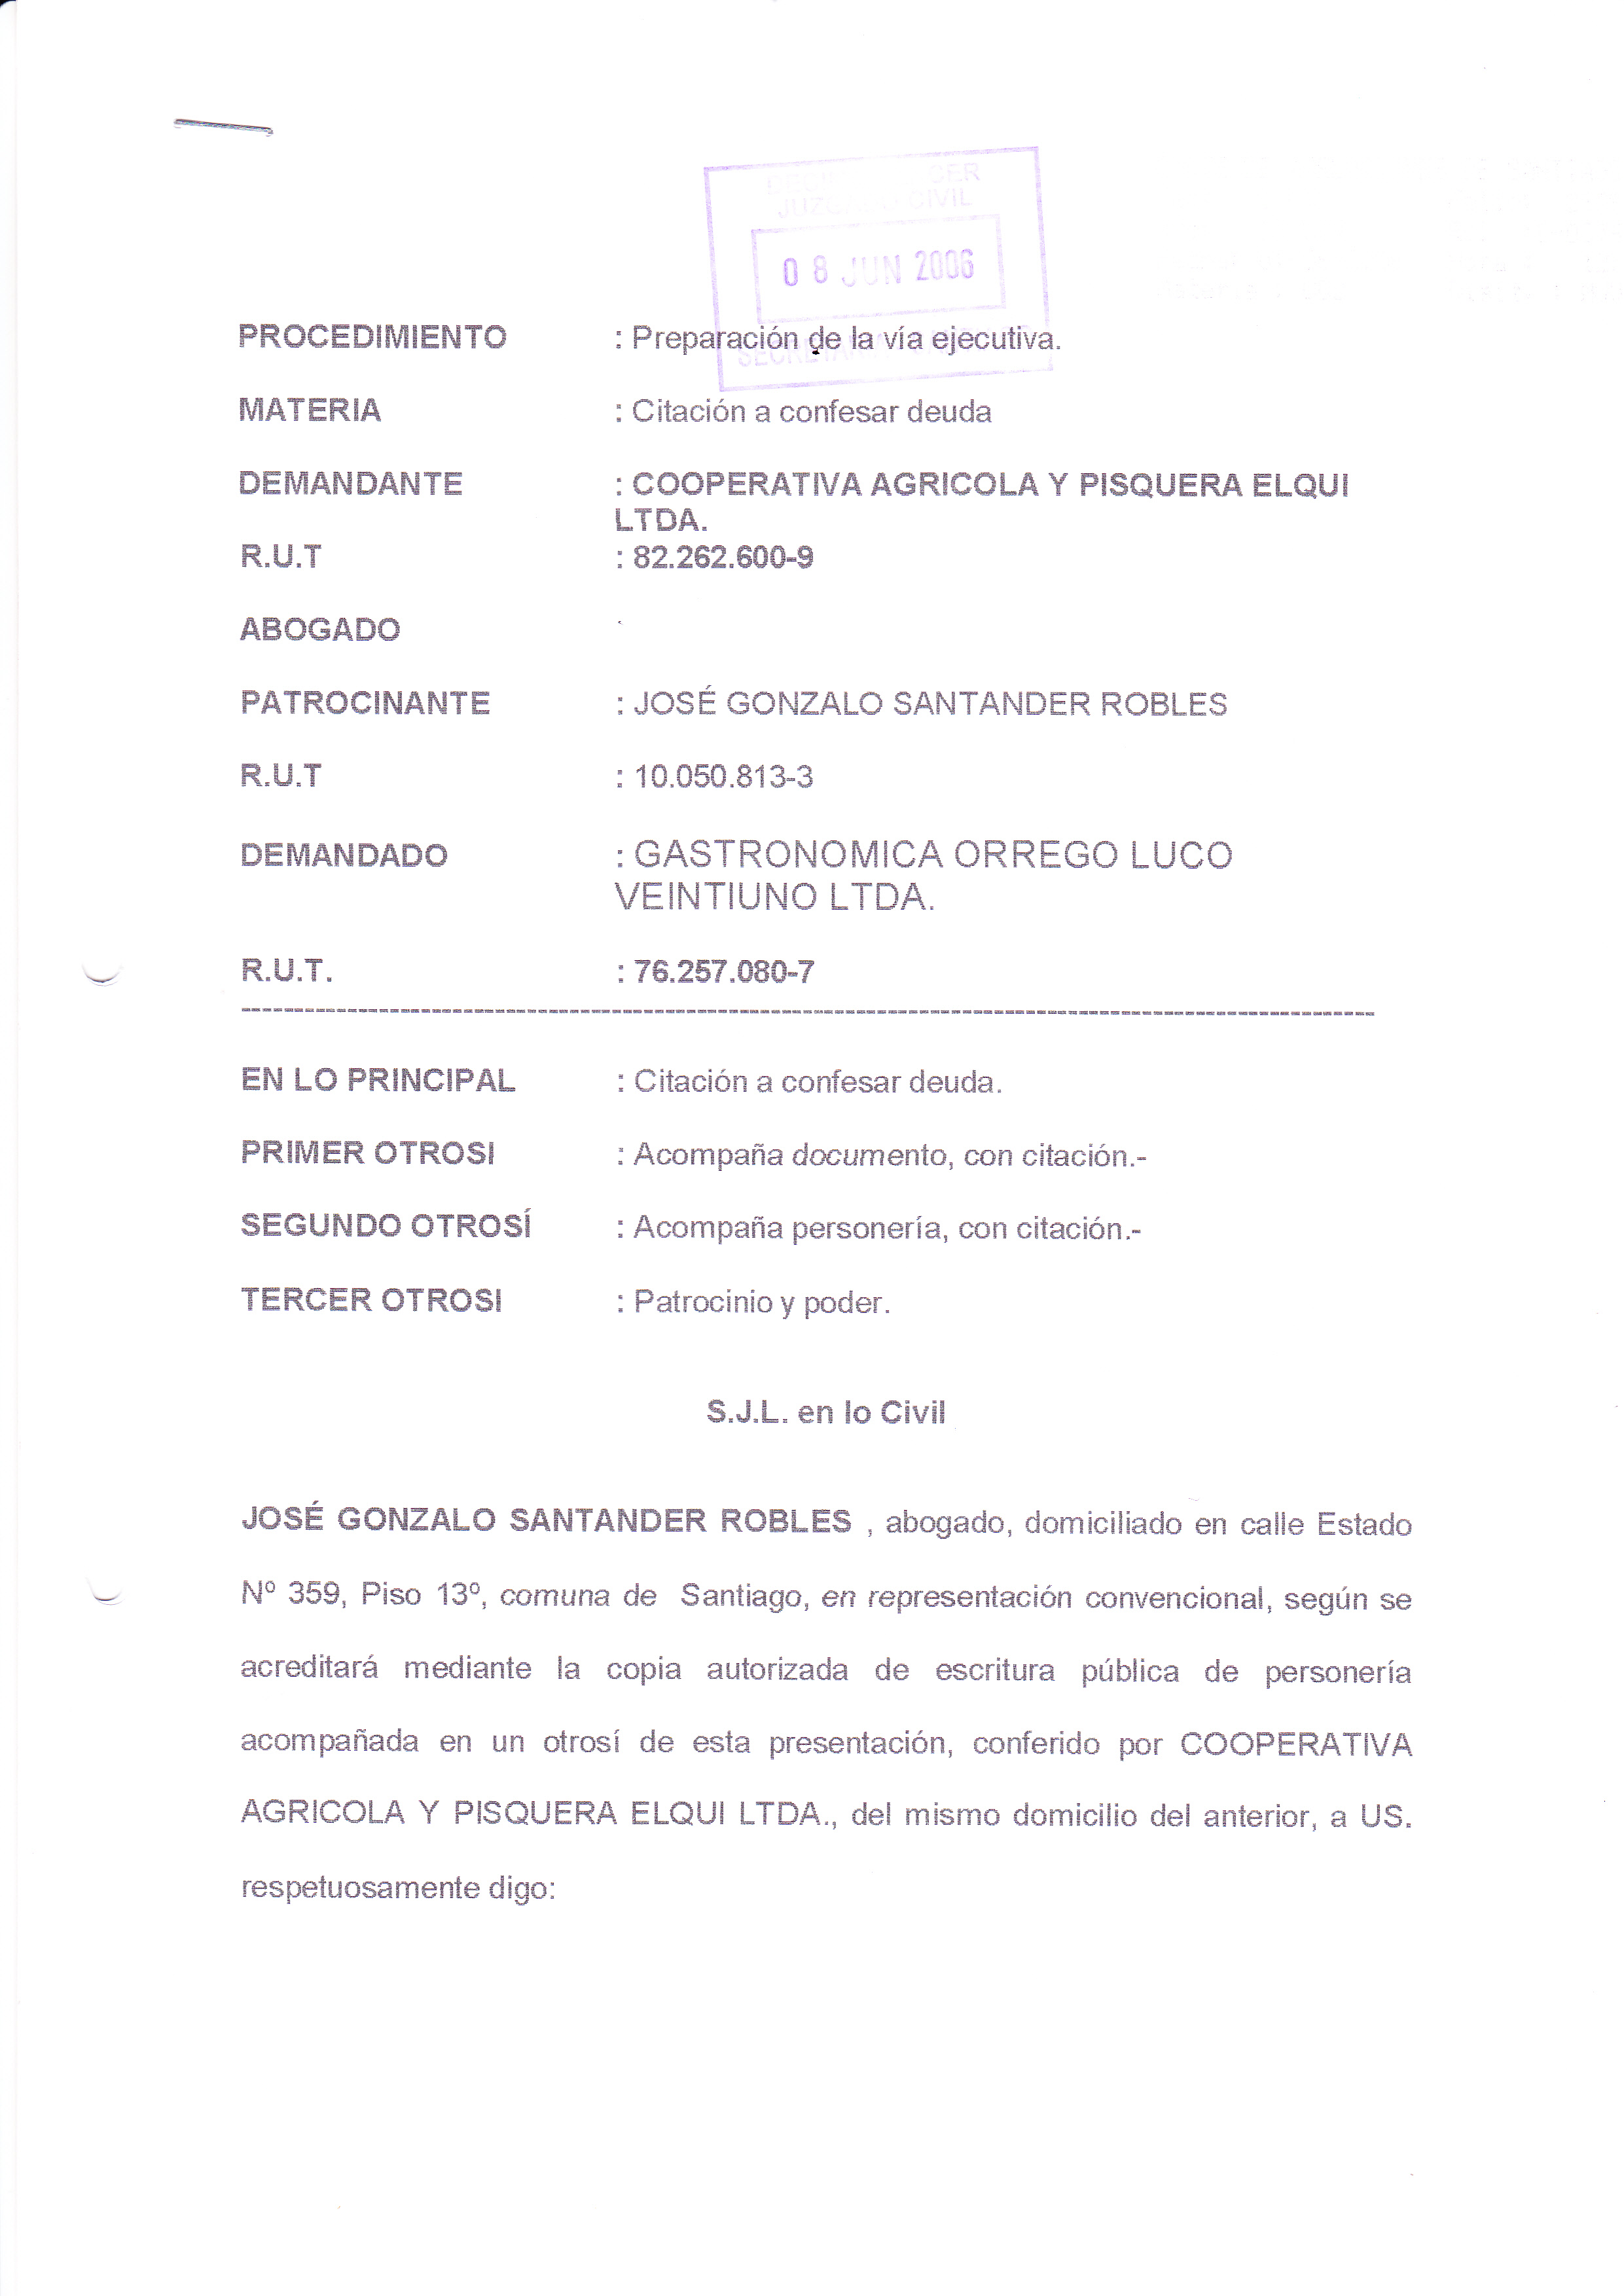 JUZGADO CIVIL
08 JUN 2006
PROCEDIMIENTO : Preparación de la vía ejecutiva.
MATERIA : Citación a confesar deuda
DEMANDANTE : COOPERATIVA AGRICOLA Y PISQUERA ELQUI
LTDA.
R.U.T : 82.262.600-9
ABOGADO
PATROCINANTE : JOSÉ GONZALO SANTANDER ROBLES
R.U.T : 10.050.813-3
DEMANDADO : GASTRONOMICA ORREGO LUCO
VEINTIUNO LTDA.
R.U.T. : 76.257.080-7
EN LO PRINCIPAL : Citación a confesar deuda.
PRIMER OTROSI : Acompaña documento, con citación.-
SEGUNDO OTROSÍ : Acompaña personería, con citación.-
TERCER OTROSI : Patrocinio y poder.
S.J.L. en lo Civil
JOSÉ GONZALO SANTANDER ROBLES , abogado, domiciliado en calle Estado
Nº 359, Piso 13º, comuna de Santiago, en representación convencional, según se
acreditará mediante la copia autorizada de escritura pública de personería
acompañada en un otrosí de esta presentación, conferido por COOPERATIVA
AGRICOLA Y PISQUERA ELQUI LTDA., del mismo domicilio del anterior, a US.
respetuosamente digo: